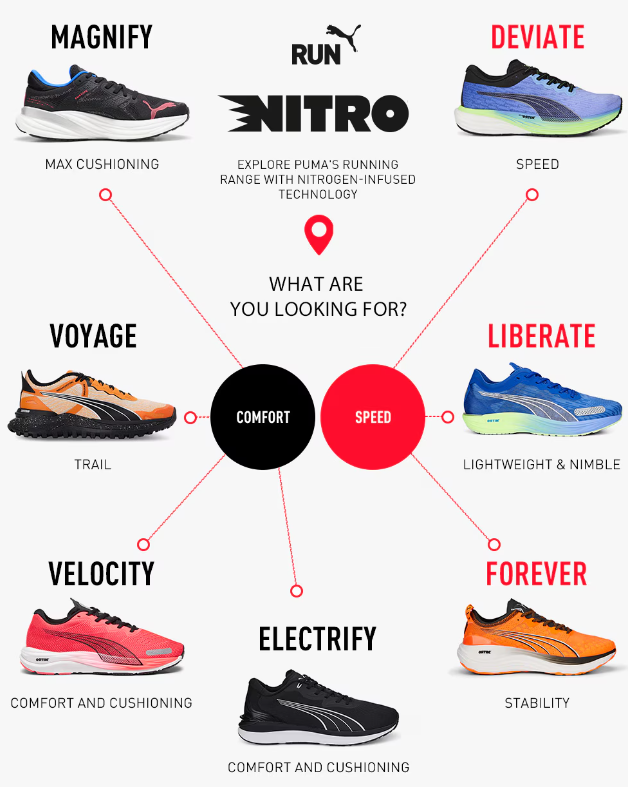 MAGNIFY
RUN
DEVIATE
NITRO
MAX CUSHIONING
EXPLORE PUMA'S RUNNING
RANGE WITH NITROGEN-INFUSED
TECHNOLOGY
SPEED
WHAT ARE
YOU LOOKING FOR?
VOYAGE
LIBERATE
COMFORT
SPEED
TRAIL
LIGHTWEIGHT & NIMBLE
VELOCITY
FOREVER
ELECTRIFY
COMFORT AND CUSHIONING
STABILITY
COMFORT AND CUSHIONING